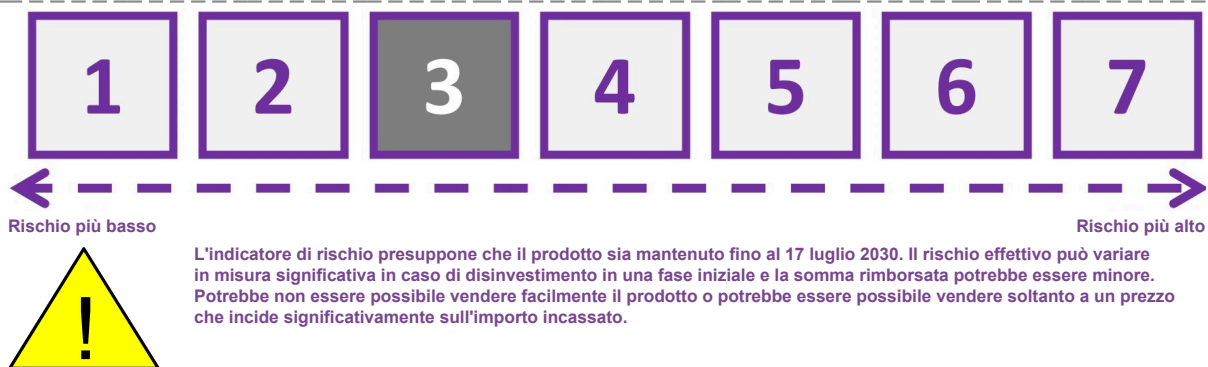 1 2 3 4 5 6 7
Rischio più basso Rischio più alto
L'indicatore di rischio presuppone che il prodotto sia mantenuto fino al 17 luglio 2030. Il rischio effettivo può variare
in misura significativa in caso di disinvestimento in una fase iniziale e la somma rimborsata potrebbe essere minore.
Potrebbe non essere possibile vendere facilmente il prodotto o potrebbe essere possibile vendere soltanto a un prezzo
che incide significativamente sull'importo incassato.
!